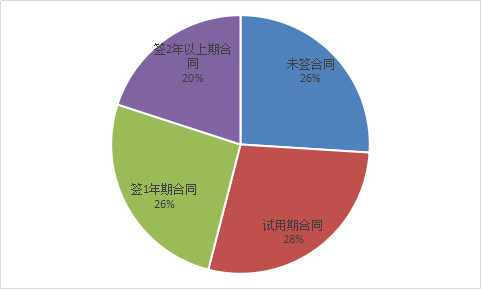 签2年以上期合
同
20%
未签合同
26%
签1年期合同
26%
试用期合同
28%